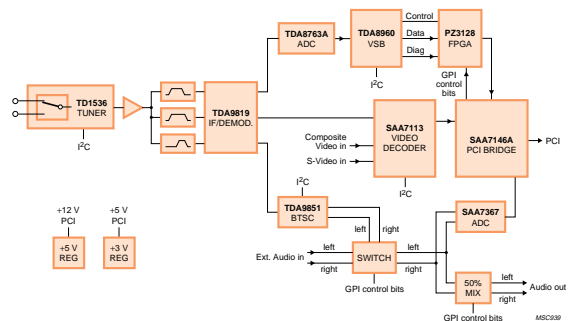 TDA8763A
ADC
TDA8960
VSB
Control
Data
Diag
PZ3128
FPGA
I²C
GPI
control
bits
TD1536
TUNER
I²C
TDA9819
IF/DEMOD.
SAA7113
VIDEO
DECODER
Composite
Video in
S-Video in
I²C
SAA7146A
PCI BRIDGE
PCI
I²C
TDA9851
BTSC
right
left
SAA7367
ADC
+12 V
PCI
+5 V
PCI
+5 V
REG
+3 V
REG
Ext. Audio in
left
right
SWITCH
left
right
GPI control bits
50%
MIX
left
right
Audio out
GPI control bits
MSC939